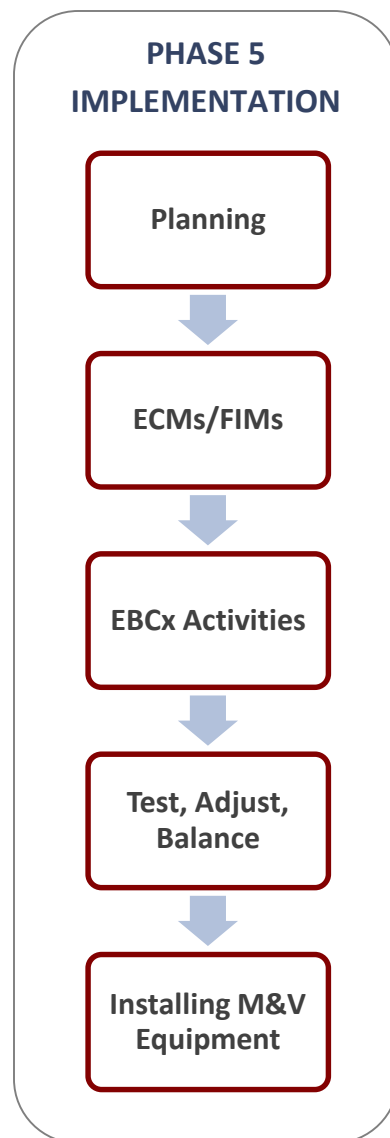 PHASE 5
IMPLEMENTATION
Planning
ECMs/FIMs
EBCx Activities
Test, Adjust,
Balance
Installing M&V
Equipment